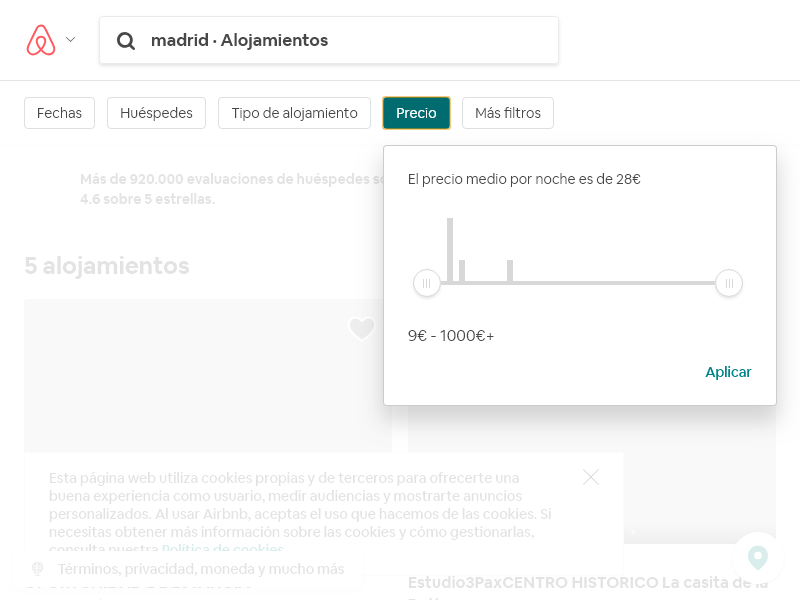 madrid · Alojamientos
Fechas
Huéspedes
Tipo de alojamiento
Precio
Más filtros
Más de 920.000 evaluaciones de huéspedes
4.6 sobre 5 estrellas.
El precio medio por noche es de 28€
5 alojamientos
9€ - 1000€+
Aplicar
Esta página web utiliza cookies propias y de terceros para ofrecerte una
buena experiencia como usuario, medir audiencias y mostrarte anuncios
personalizados. Al usar Airbnb, aceptas el uso que hacemos de las cookies. Si
necesitas obtener más información sobre las cookies y cómo gestionarlas,
consulta nuestra Política de cookies
Términos, privacidad, moneda y mucho más
Estudio3PaxCENTRO HISTORICO La casita de la